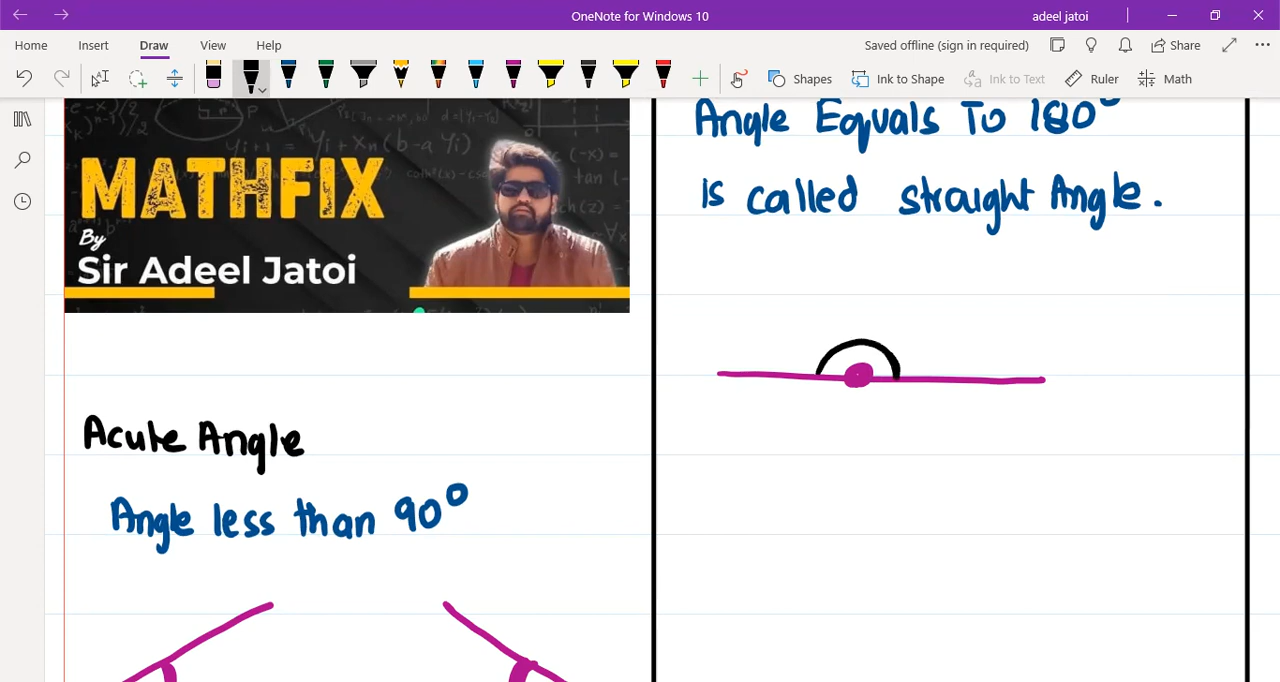 OneNote for Windows 10
adeel jatoi
Home Insert Draw View Help
Saved offline (sign in required)
Share
Shapes
Ink to Shape
Ink to Text
Ruler
Math
MATHFIX
By
Sir Adeel Jatoi
Acute Angle
Angle less than 90°
Angle Equals To 180°
is called straight Angle.